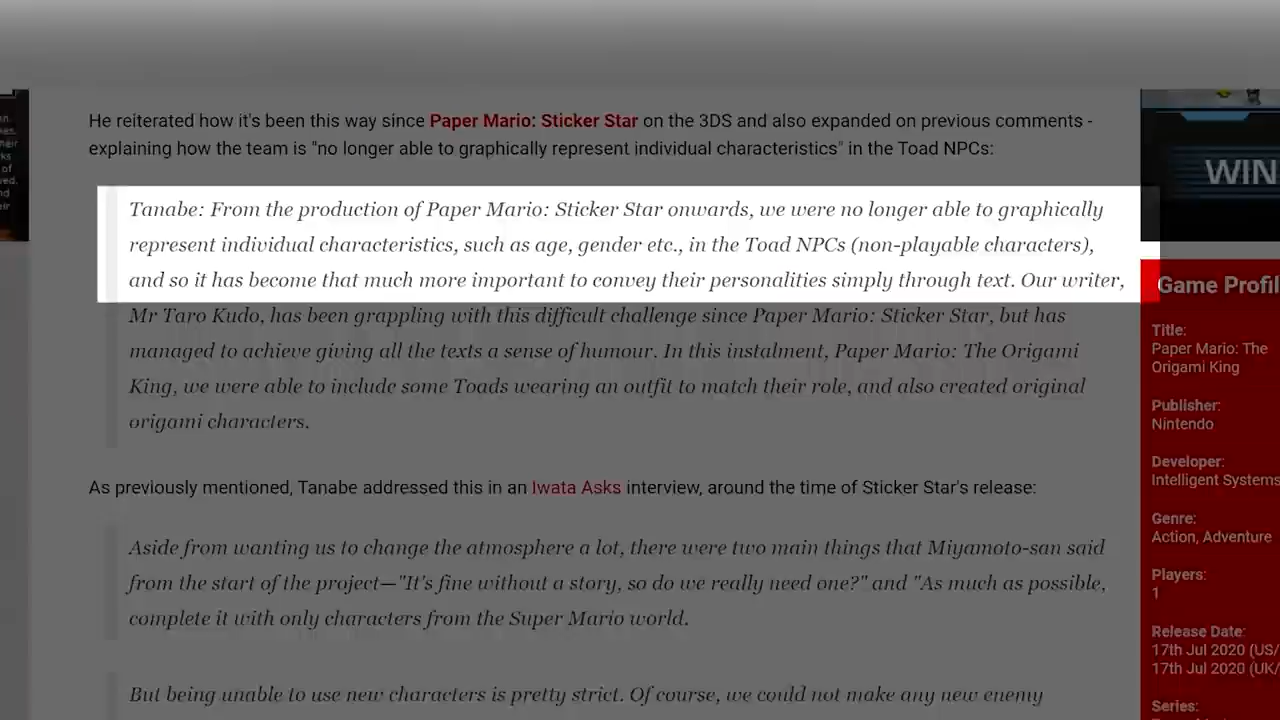 He reiterated how it's been this way since Paper Mario: Sticker Star on the 3DS and also expanded on previous comments -
explaining how the team is "no longer able to graphically represent individual characteristics" in the Toad NPCs:
Tanabe: From the production of Paper Mario: Sticker Star onwards, we were no longer able to graphically
represent individual characteristics, such as age, gender etc., in the Toad NPCs (non-playable characters),
and so it has become that much more important to convey their personalities simply through text. Our writer,
Mr Taro Kudo, has been grappling with this difficult challenge since Paper Mario: Sticker Star, but has
managed to achieve giving all the texts a sense of humour. In this instalment, Paper Mario: The Origami
King, we were able to include some Toads wearing an outfit to match their role, and also created original
origami characters.
As previously mentioned, Tanabe addressed this in an Iwata Asks interview, around the time of Sticker Star's release:
Aside from wanting us to change the atmosphere a lot, there were two main things that Miyamoto-san said
from the start of the project—"It's fine without a story, so do we really need one?" and "As much as possible,
complete it with only characters from the Super Mario world.
But being unable to use new characters is pretty strict. Of course, we could not make any new enemy
WIN
Game Profil
Title:
Paper Mario: The
Origami King
Publisher:
Nintendo
Developer:
Intelligent Systems
Genre:
Action, Adventure
Players:
1
Release Date:
17th Jul 2020 (US/
17th Jul 2020 (UK/
Series: